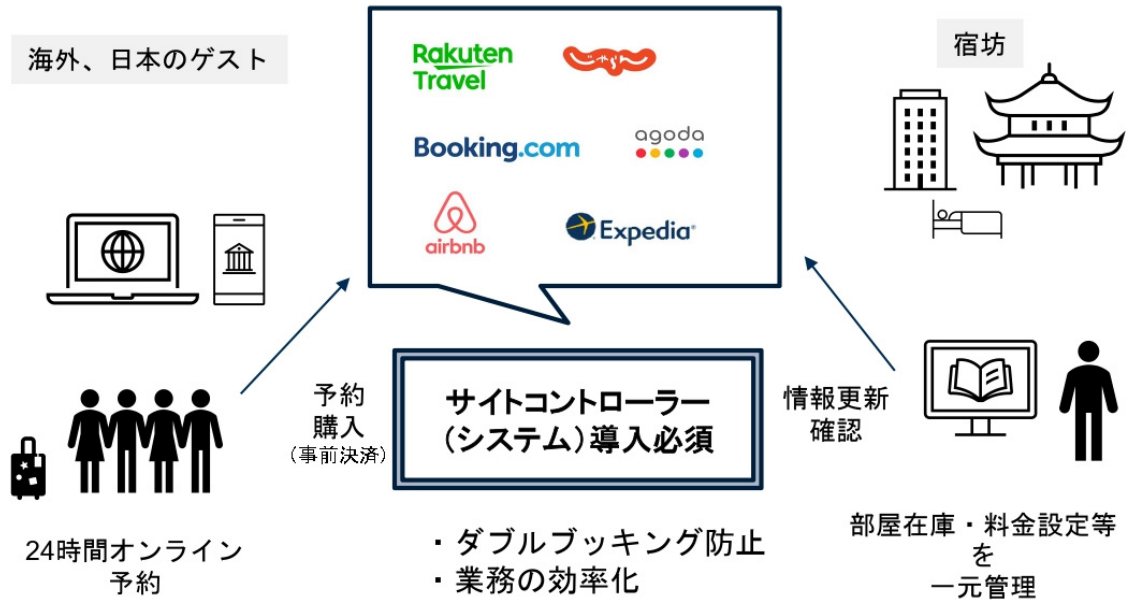 海外、日本のゲスト
Rakuten
Travel
じゃらん
Booking.com
agoda
airbnb
Expedia®
宿坊
予約
購入
（事前決済）
サイトコントローラー
（システム）導入必須
情報更新
確認
24時間オンライン
予約
・ダブルブッキング防止
・業務の効率化
部屋在庫・料金設定等
を
一元管理